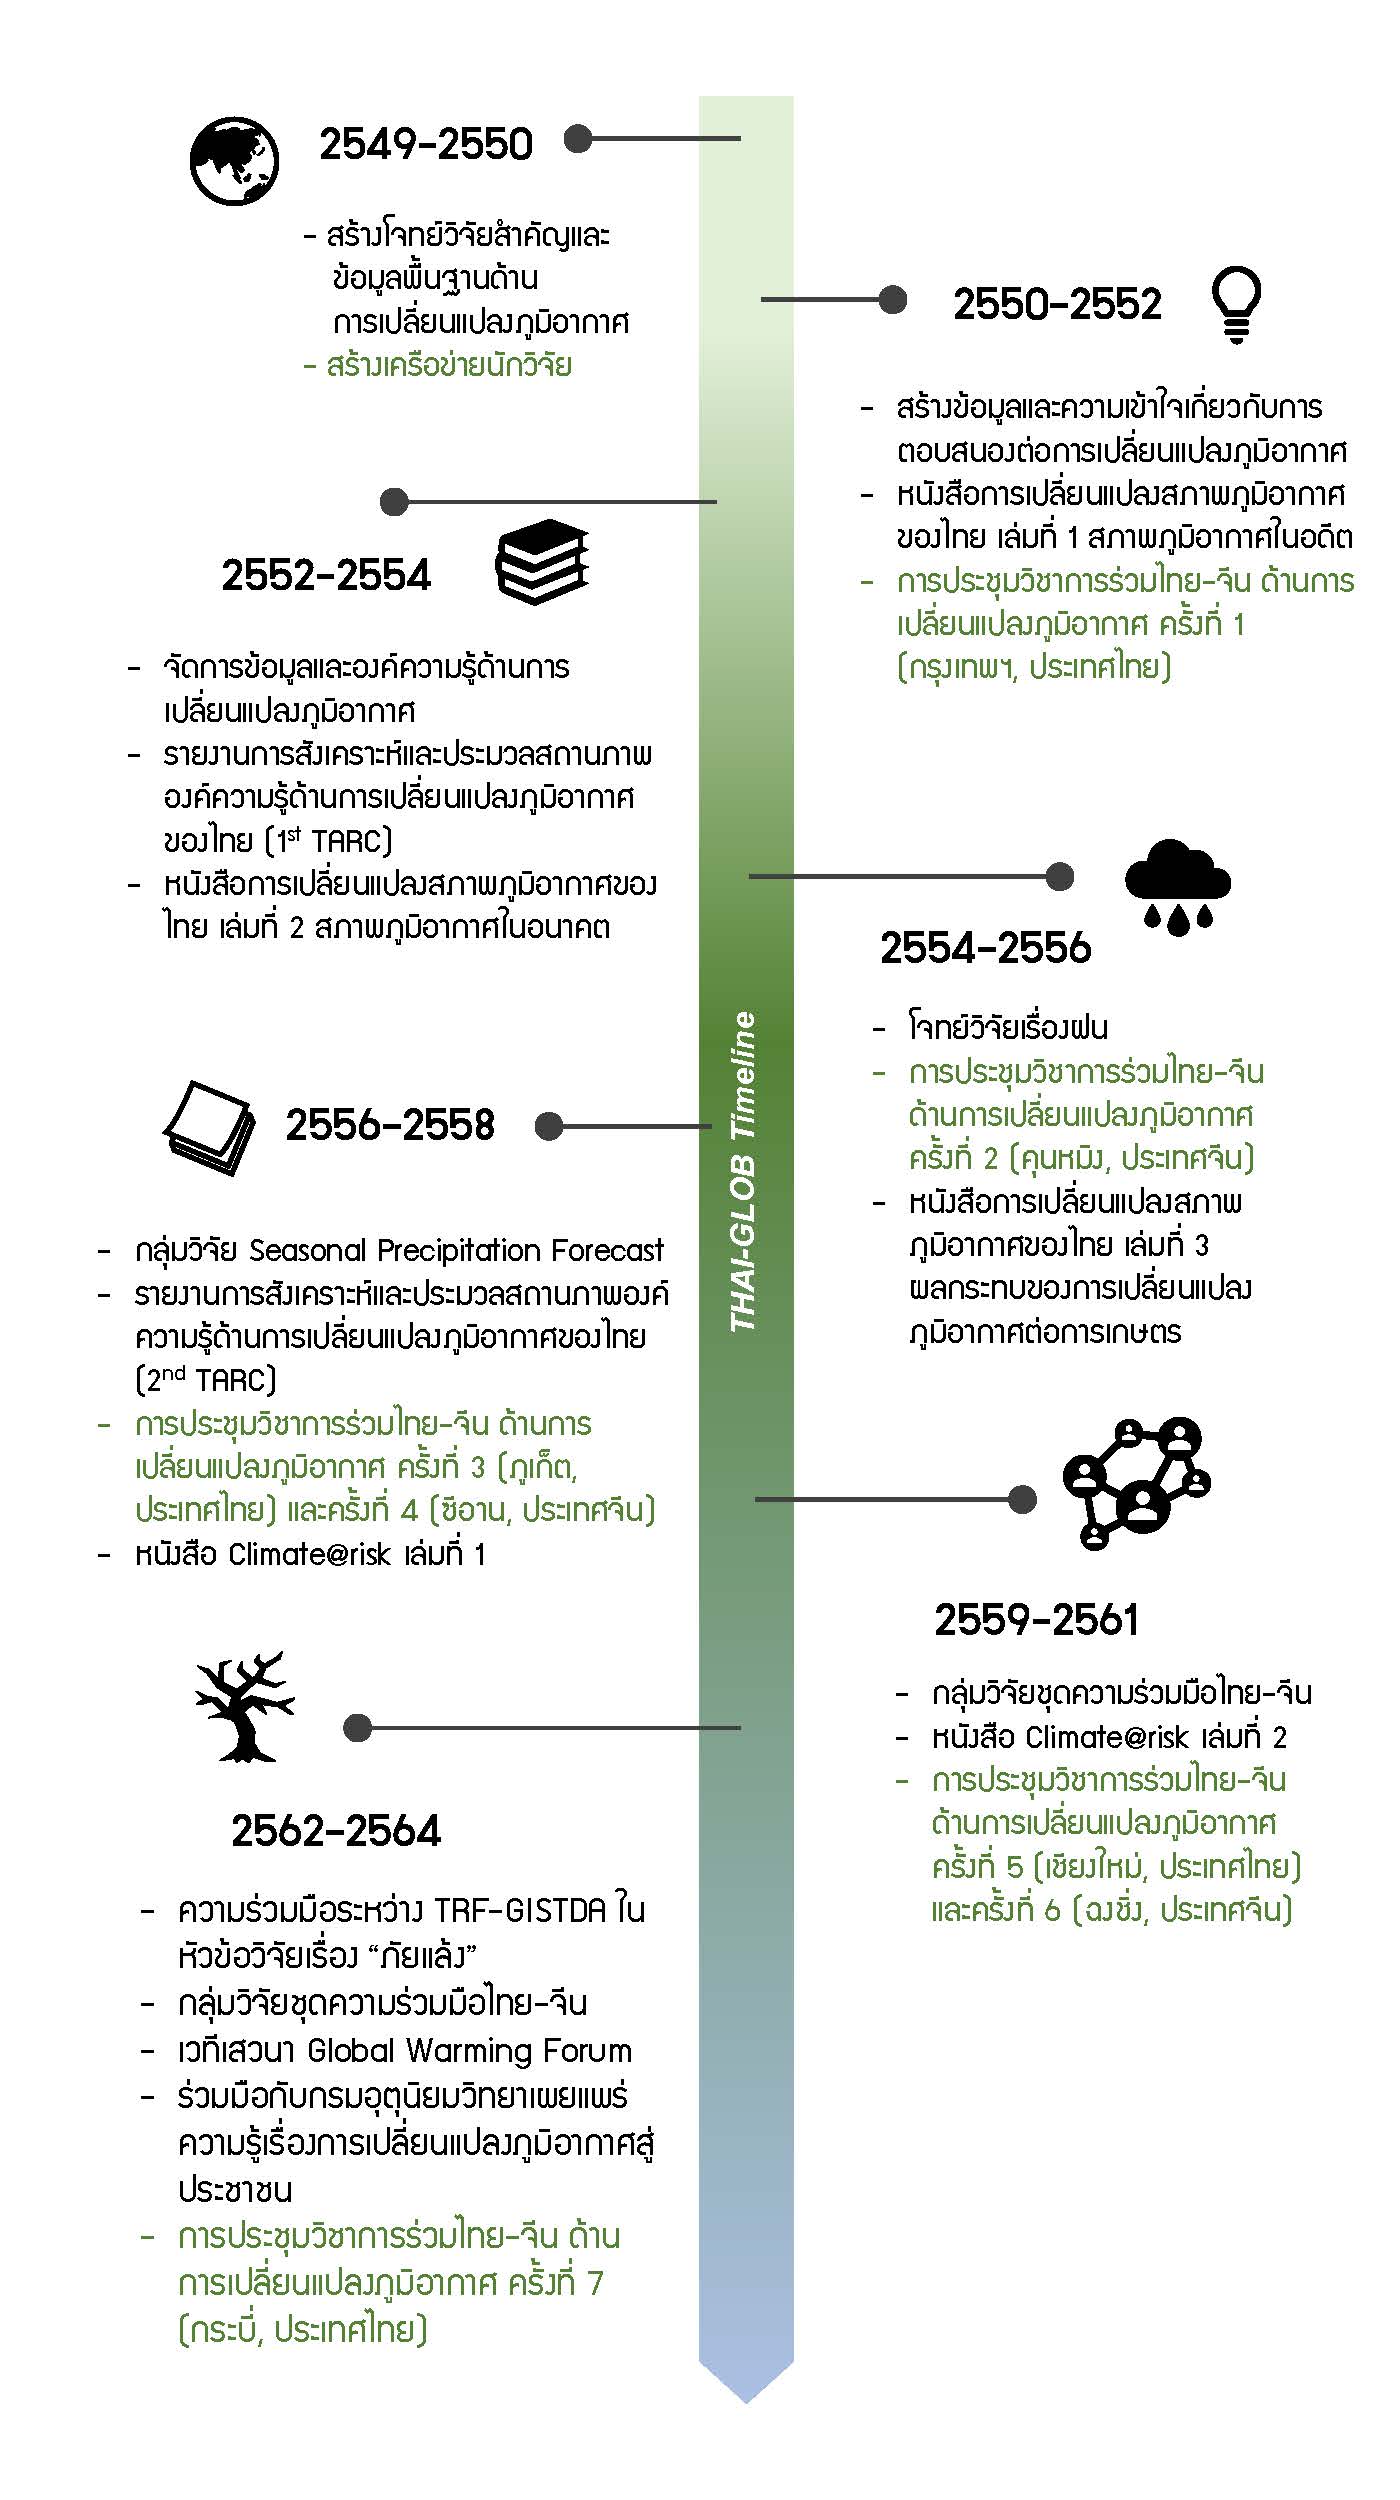 2549-2550
- สร้างโจทย์วิจัยสำคัญและ
ข้อมูลพื้นฐานด้าน
การเปลี่ยนแปลงภูมิอากาศ
- สร้างเครือข่ายนักวิจัย
2550-2552
- สร้างข้อมูลและความเข้าใจเกี่ยวกับการ
ตอบสนองต่อการเปลี่ยนแปลงภูมิอากาศ
- หนังสือการเปลี่ยนแปลงสภาพภูมิอากาศ
ของไทย เล่มที่ 1 สภาพภูมิอากาศในอดีต
- การประชุมวิชาการร่วมไทย-จีน ด้านการ
เปลี่ยนแปลงภูมิอากาศ ครั้งที่ 1
(กรุงเทพฯ, ประเทศไทย)
2552-2554
- จัดการข้อมูลและองค์ความรู้ด้านการ
เปลี่ยนแปลงภูมิอากาศ
- รายงานการสังเคราะห์และประมวลสถานภาพ
องค์ความรู้ด้านการเปลี่ยนแปลงภูมิอากาศ
ของไทย (1st TARC)
- หนังสือการเปลี่ยนแปลงสภาพภูมิอากาศของ
ไทย เล่มที่ 2 สภาพภูมิอากาศในอนาคต
2554-2556
- โจทย์วิจัยเรื่องฝน
- การประชุมวิชาการร่วมไทย-จีน
ด้านการเปลี่ยนแปลงภูมิอากาศ
ครั้งที่ 2 (คุนหมิง, ประเทศจีน)
- หนังสือการเปลี่ยนแปลงสภาพ
ภูมิอากาศของไทย เล่มที่ 3
ผลกระทบของการเปลี่ยนแปลง
ภูมิอากาศต่อการเกษตร
THAI-GLOB Timeline
2556-2558
- กลุ่มวิจัย Seasonal Precipitation Forecast
- รายงานการสังเคราะห์และประมวลสถานภาพองค์
ความรู้ด้านการเปลี่ยนแปลงภูมิอากาศของไทย
(2nd TARC)
- การประชุมวิชาการร่วมไทย-จีน ด้านการ
เปลี่ยนแปลงภูมิอากาศ ครั้งที่ 3 (ภูเก็ต,
ประเทศไทย) และครั้งที่ 4 (ซีอาน, ประเทศจีน)
- หนังสือ Climate@risk เล่มที่ 1
2559-2561
- กลุ่มวิจัยชุดความร่วมมือไทย-จีน
- หนังสือ Climate@risk เล่มที่ 2
- การประชุมวิชาการร่วมไทย-จีน
ด้านการเปลี่ยนแปลงภูมิอากาศ
ครั้งที่ 5 (เชียงใหม่, ประเทศไทย)
และครั้งที่ 6 (ฉงชิ่ง, ประเทศจีน)
2562-2564
- ความร่วมมือระหว่าง TRF-GISTDA ใน
หัวข้อวิจัยเรื่อง “ภัยแล้ง”
- กลุ่มวิจัยชุดความร่วมมือไทย-จีน
- เวทีเสวนา Global Warming Forum
- ร่วมมือกับกรมอุตุนิยมวิทยาเผยแพร่
ความรู้เรื่องการเปลี่ยนแปลงภูมิอากาศสู่
ประชาชน
- การประชุมวิชาการร่วมไทย-จีน ด้าน
การเปลี่ยนแปลงภูมิอากาศ ครั้งที่ 7
(กระบี่, ประเทศไทย)